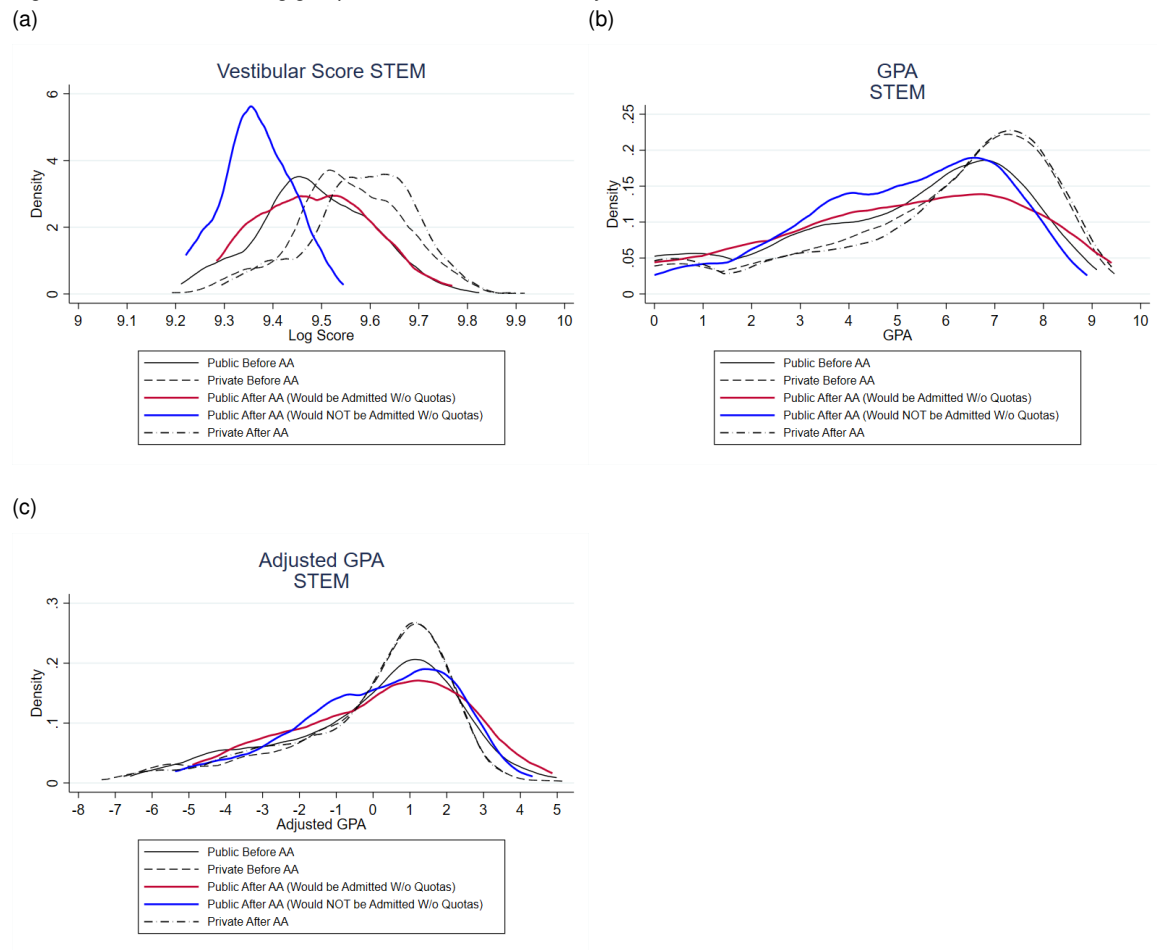 (a)
(b)
Vestibular Score STEM
Density
0 2 4 6
9 9.1 9.2 9.3 9.4 9.5 9.6 9.7 9.8 9.9 10
Log Score
Public Before AA
Private Before AA
Public After AA (Would be Admitted W/o Quotas)
Public After AA (Would NOT be Admitted W/o Quotas)
Private After AA
GPA
STEM
Density
0 .05 .1 .15 .2 .25
0 1 2 3 4 5 6 7 8 9 10
GPA
Public Before AA
Private Before AA
Public After AA (Would be Admitted W/o Quotas)
Public After AA (Would NOT be Admitted W/o Quotas)
Private After AA
(c)
Adjusted GPA
STEM
Density
0 .1 .2 .3
-8 -7 -6 -5 -4 -3 -2 -1 0 1 2 3 4 5
Adjusted GPA
Public Before AA
Private Before AA
Public After AA (Would be Admitted W/o Quotas)
Public After AA (Would NOT be Admitted W/o Quotas)
Private After AA